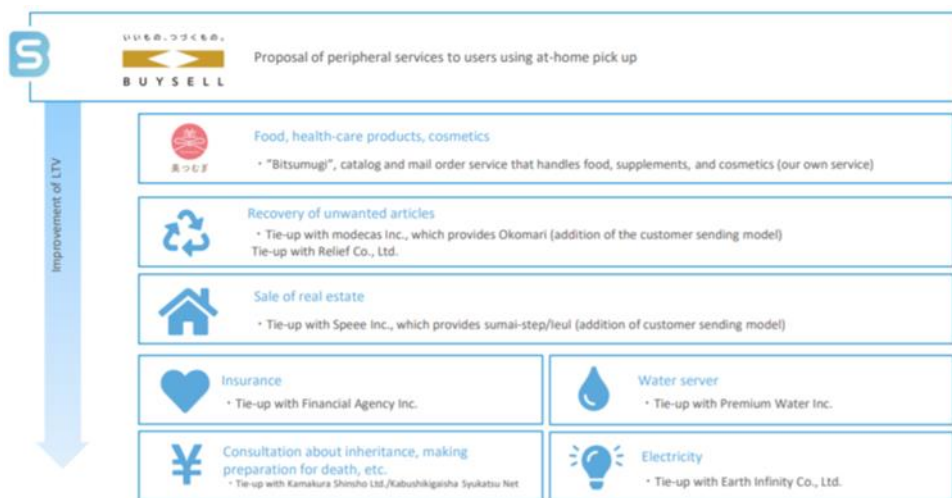 S
いいもの、つづくもの。
BUYSELL
Proposal of peripheral services to users using at-home pick up
Improvement of LTV
美つむぎ
Food, health-care products, cosmetics
・"Bitsumugi", catalog and mail order service that handles food, supplements, and cosmetics (our own service)
Recovery of unwanted articles
・Tie-up with modecas Inc., which provides Okomari (addition of the customer sending model)
Tie-up with Relief Co., Ltd.
Sale of real estate
・Tie-up with Speee Inc., which provides sumai-step/Ieul (addition of customer sending model)
Insurance
・Tie-up with Financial Agency Inc.
Water server
・Tie-up with Premium Water Inc.
¥
Consultation about inheritance, making
preparation for death, etc.
・Tie-up with Kamakura Shinsho Ltd./Kabushikigaisha Syukatsu Net
Electricity
・Tie-up with Earth Infinity Co., Ltd.